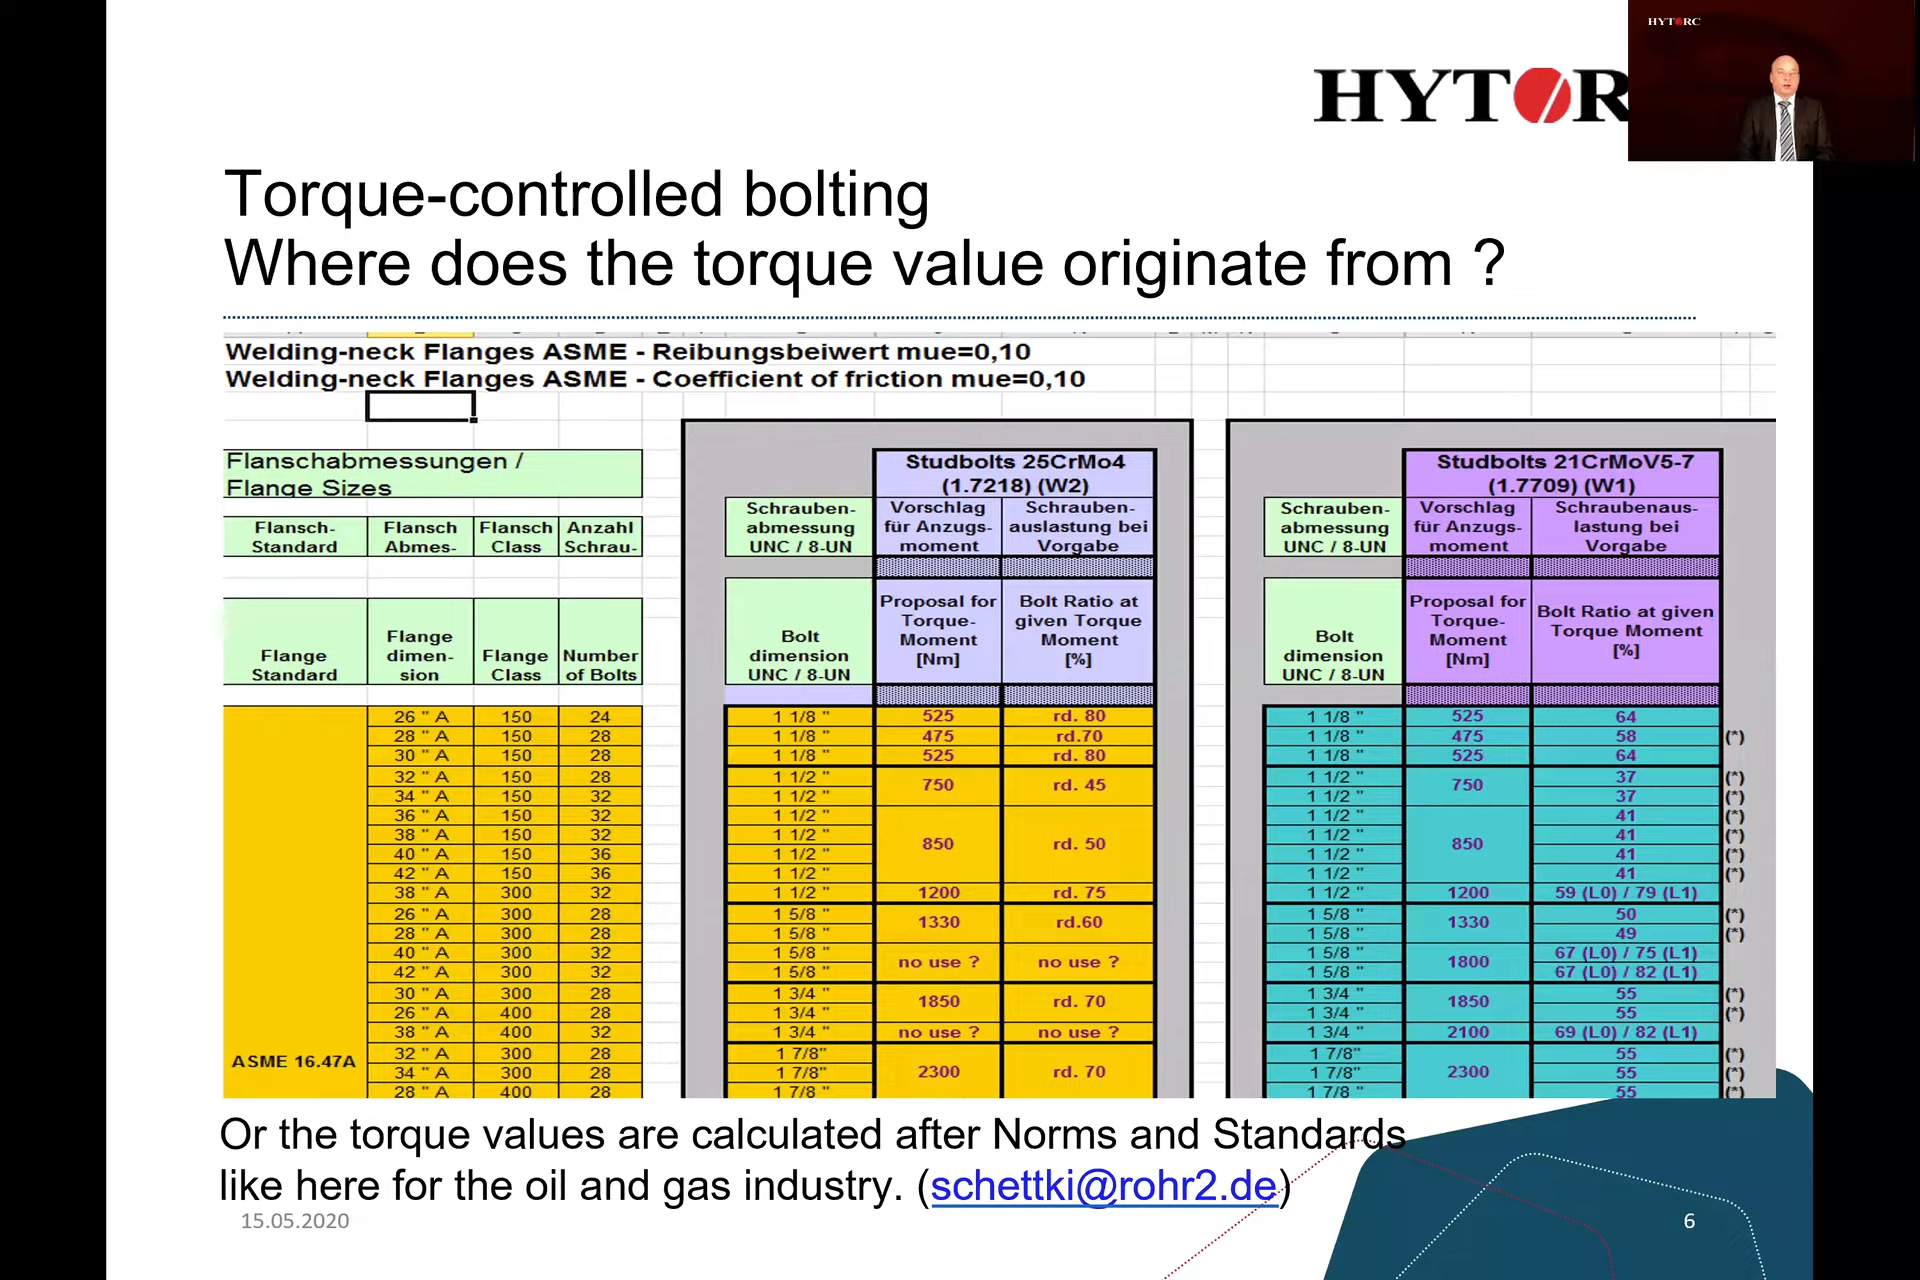 HYTORC
HYTOR
Torque-controlled bolting
Where does the torque value originate from ?
Welding-neck Flanges ASME - Reibungsbeiwert mue=0,10
Welding-neck Flanges ASME - Coefficient of friction mue=0,10
Flanschabmessungen /
Flange Sizes
Studbolts 25CrMo4
(1.7218) (W2)
Studbolts 21CrMoV5-7
(1.7709) (W1)
Flansch-
Standard
Flansch
Abmes-
Flansch
Class
Anzahl
Schrau-
Schrauben-
abmessung
UNC / 8-UN
Vorschlag
für Anzugs-
moment
Schrauben-
auslastung bei
Vorgabe
Schrauben-
abmessung
UNC / 8-UN
Vorschlag
für Anzugs-
moment
Schraubenaus-
lastung bei
Vorgabe
Flange
Standard
Flange
dimen-
sion
Flange
Class
Number
of Bolts
Bolt
dimension
UNC / 8-UN
Proposal for
Torque-
Moment
[Nm]
Bolt Ratio at
given Torque
Moment
[%]
Bolt
dimension
UNC / 8-UN
Proposal for
Torque-
Moment
[Nm]
Bolt Ratio at given
Torque Moment
[%]
26 " A 150 24 1 1/8 " 525 rd. 80 1 1/8 " 525 64
28 " A 150 28 1 1/8 " 475 rd.70 1 1/8 " 475 58 (*)
30 " A 150 28 1 1/8 " 525 rd. 80 1 1/8 " 525 64
32 " A 150 28 1 1/2 " 750 rd. 45 1 1/2 " 750 37 (*)
34 " A 150 32 1 1/2 " 1 1/2 " 37 (*)
36 " A 150 32 1 1/2 " 1 1/2 " 41 (*)
38 " A 150 32 1 1/2 " 850 rd. 50 1 1/2 " 850 41 (*)
40 " A 150 36 1 1/2 " 1 1/2 " 41 (*)
42 " A 150 36 1 1/2 " 1 1/2 " 41 (*)
38 " A 300 32 1 1/2 " 1200 rd. 75 1 1/2 " 1200 59 (L0) / 79 (L1)
26 " A 300 28 1 5/8 " 1330 rd.60 1 5/8 " 1330 50 (*)
28 " A 300 28 1 5/8 " 1 5/8 " 49 (*)
40 " A 300 32 1 5/8 " no use ? no use ? 1 5/8 " 1800 67 (L0) / 75 (L1)
42 " A 300 32 1 5/8 " 1 5/8 " 67 (L0) / 82 (L1)
30 " A 300 28 1 3/4 " 1850 rd. 70 1 3/4 " 1850 55 (*)
26 " A 400 28 1 3/4 " 1 3/4 " 55 (*)
38 " A 400 32 1 3/4 " no use ? no use ? 1 3/4 " 2100 69 (L0) / 82 (L1)
ASME 16.47A 32 " A 300 28 1 7/8" 2300 rd. 70 1 7/8" 2300 55 (*)
34 " A 300 28 1 7/8" 1 7/8" 55 (*)
28 " A 400 28 1 7/8 " 1 7/8 " 55 (*)
Or the torque values are calculated after Norms and Standards
like here for the oil and gas industry. (schettki@rohr2.de)
15.05.2020
6